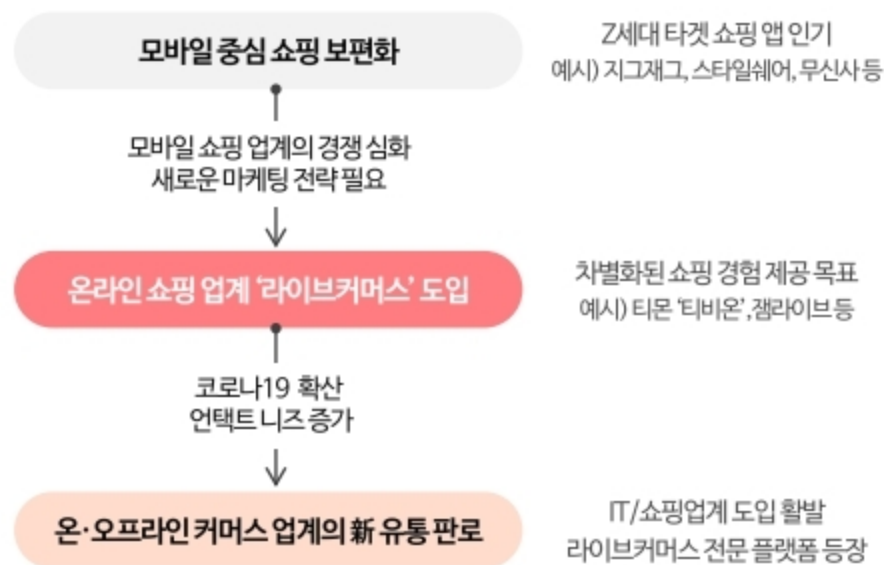 모바일 중심 쇼핑 보편화
Z세대 타겟 쇼핑 앱 인기
예시) 지그재그, 스타일쉐어, 무신사 등
모바일 쇼핑 업계의 경쟁 심화
새로운 마케팅 전략 필요
온라인 쇼핑 업계 ‘라이브커머스’ 도입
차별화된 쇼핑 경험 제공 목표
예시) 티몬 ‘티비온’, 잼라이브 등
코로나19 확산
언택트 니즈 증가
온·오프라인 커머스 업계의 新 유통 판로
IT/쇼핑업계 도입 활발
라이브커머스 전문 플랫폼 등장